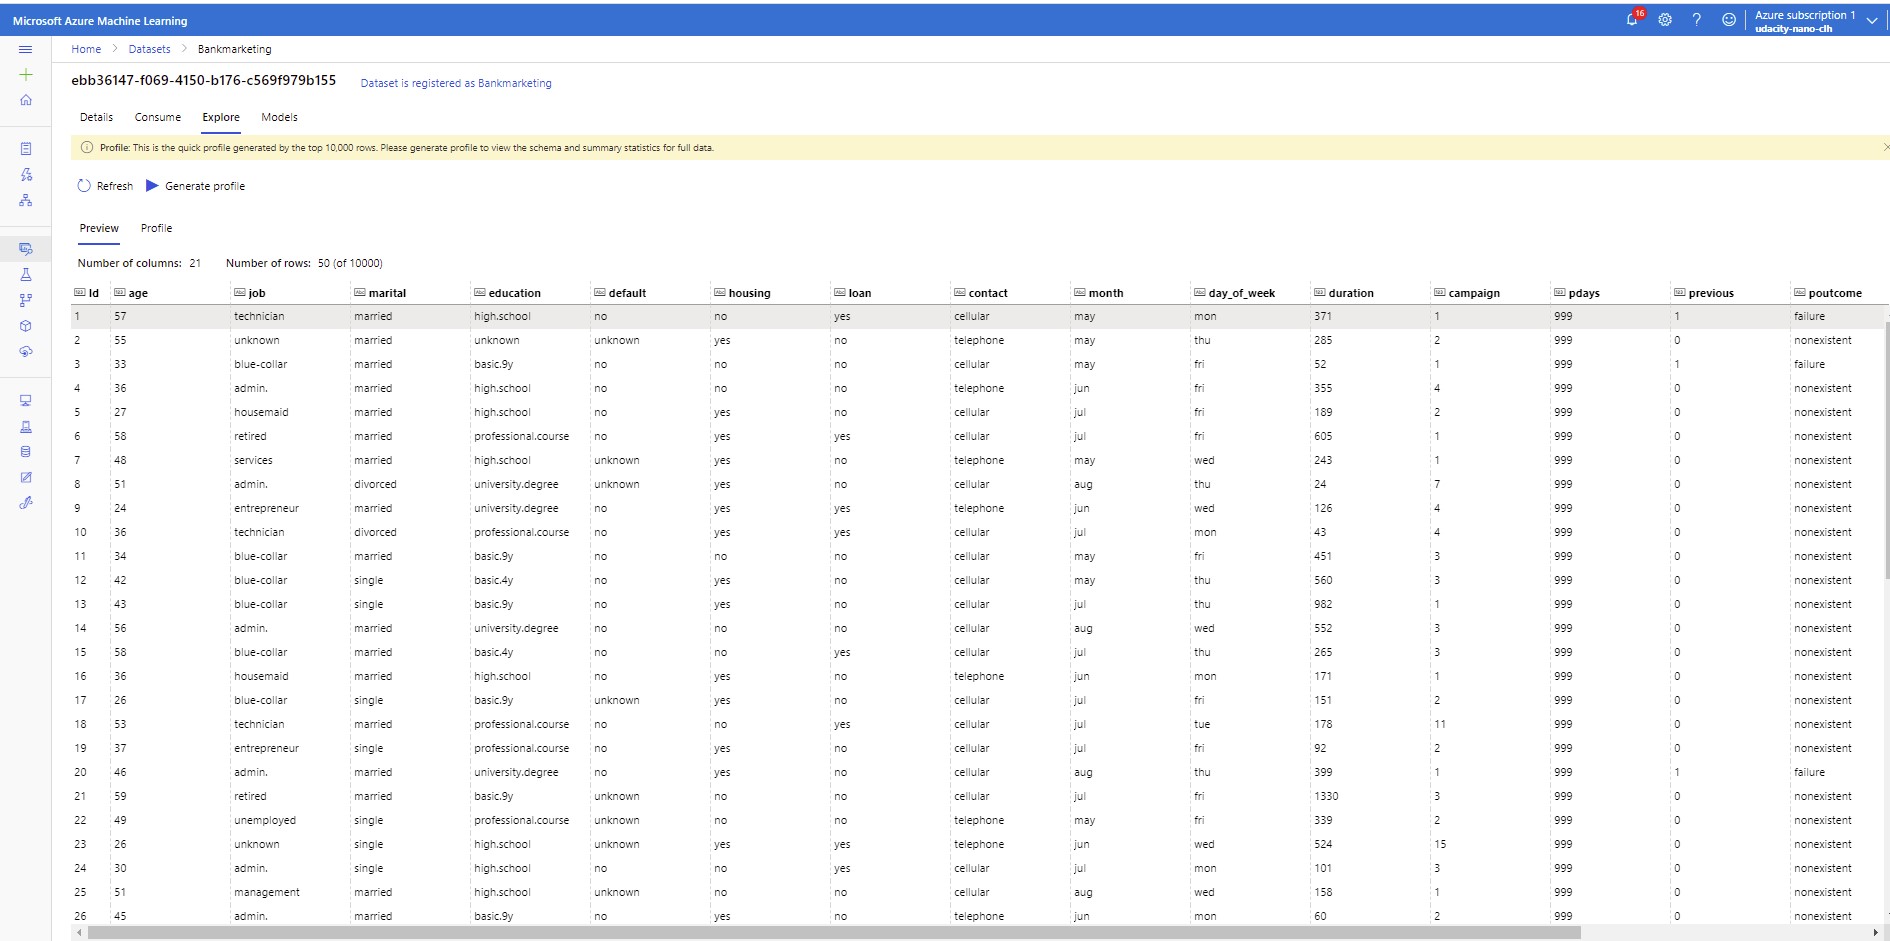 Microsoft Azure Machine Learning
16 Azure subscription 1
udacity-nano-clh
Home > Datasets > Bankmarketing
ebb36147-f069-4150-b176-c569f979b155 Dataset is registered as Bankmarketing
Details Consume Explore Models
Profile: This is the quick profile generated by the top 10,000 rows. Please generate profile to view the schema and summary statistics for full data.
Refresh Generate profile
Preview Profile
Number of columns: 21 Number of rows: 50 (of 10000)
Id age job marital education default housing loan contact month day_of_week duration campaign pdays previous poutcome
1 57 technician married high.school no no yes cellular may mon 371 1 999 1 failure
2 55 unknown married unknown unknown yes no telephone may thu 285 2 999 0 nonexistent
3 33 blue-collar married basic.9y no no no cellular may fri 52 1 999 1 failure
4 36 admin. married high.school no no no telephone jun fri 355 4 999 0 nonexistent
5 27 housemaid married high.school no yes no cellular jul fri 189 2 999 0 nonexistent
6 58 retired married professional.course no yes yes cellular jul fri 605 1 999 0 nonexistent
7 48 services married high.school unknown yes no telephone may wed 243 1 999 0 nonexistent
8 51 admin. divorced university.degree unknown yes no cellular aug thu 24 7 999 0 nonexistent
9 24 entrepreneur married university.degree no yes yes telephone jun wed 126 4 999 0 nonexistent
10 36 technician divorced professional.course no yes yes cellular jul mon 43 4 999 0 nonexistent
11 34 blue-collar married basic.9y no no no cellular may fri 451 3 999 0 nonexistent
12 42 blue-collar single basic.4y no yes no cellular may thu 560 3 999 0 nonexistent
13 43 blue-collar single basic.9y no yes no cellular jul thu 982 1 999 0 nonexistent
14 56 admin. married university.degree no no no cellular aug wed 552 3 999 0 nonexistent
15 58 blue-collar married basic.4y no no yes cellular jul thu 265 3 999 0 nonexistent
16 36 housemaid married high.school no yes no telephone jun mon 171 1 999 0 nonexistent
17 26 blue-collar single basic.9y unknown yes no cellular jul fri 151 2 999 0 nonexistent
18 53 technician married professional.course no no yes cellular jul tue 178 11 999 0 nonexistent
19 37 entrepreneur single professional.course no yes no cellular jul fri 92 2 999 0 nonexistent
20 46 admin. married university.degree no yes no cellular aug thu 399 1 999 1 failure
21 59 retired married basic.9y unknown no no cellular jul fri 1330 3 999 0 nonexistent
22 49 unemployed single professional.course unknown no no telephone may fri 339 2 999 0 nonexistent
23 26 unknown single high.school unknown yes yes telephone jun wed 524 15 999 0 nonexistent
24 30 admin. single high.school no no yes cellular jul mon 101 3 999 0 nonexistent
25 51 management married high.school unknown no no cellular aug wed 158 1 999 0 nonexistent
26 45 admin. married basic.9y no yes no telephone jun mon 60 2 999 0 nonexistent